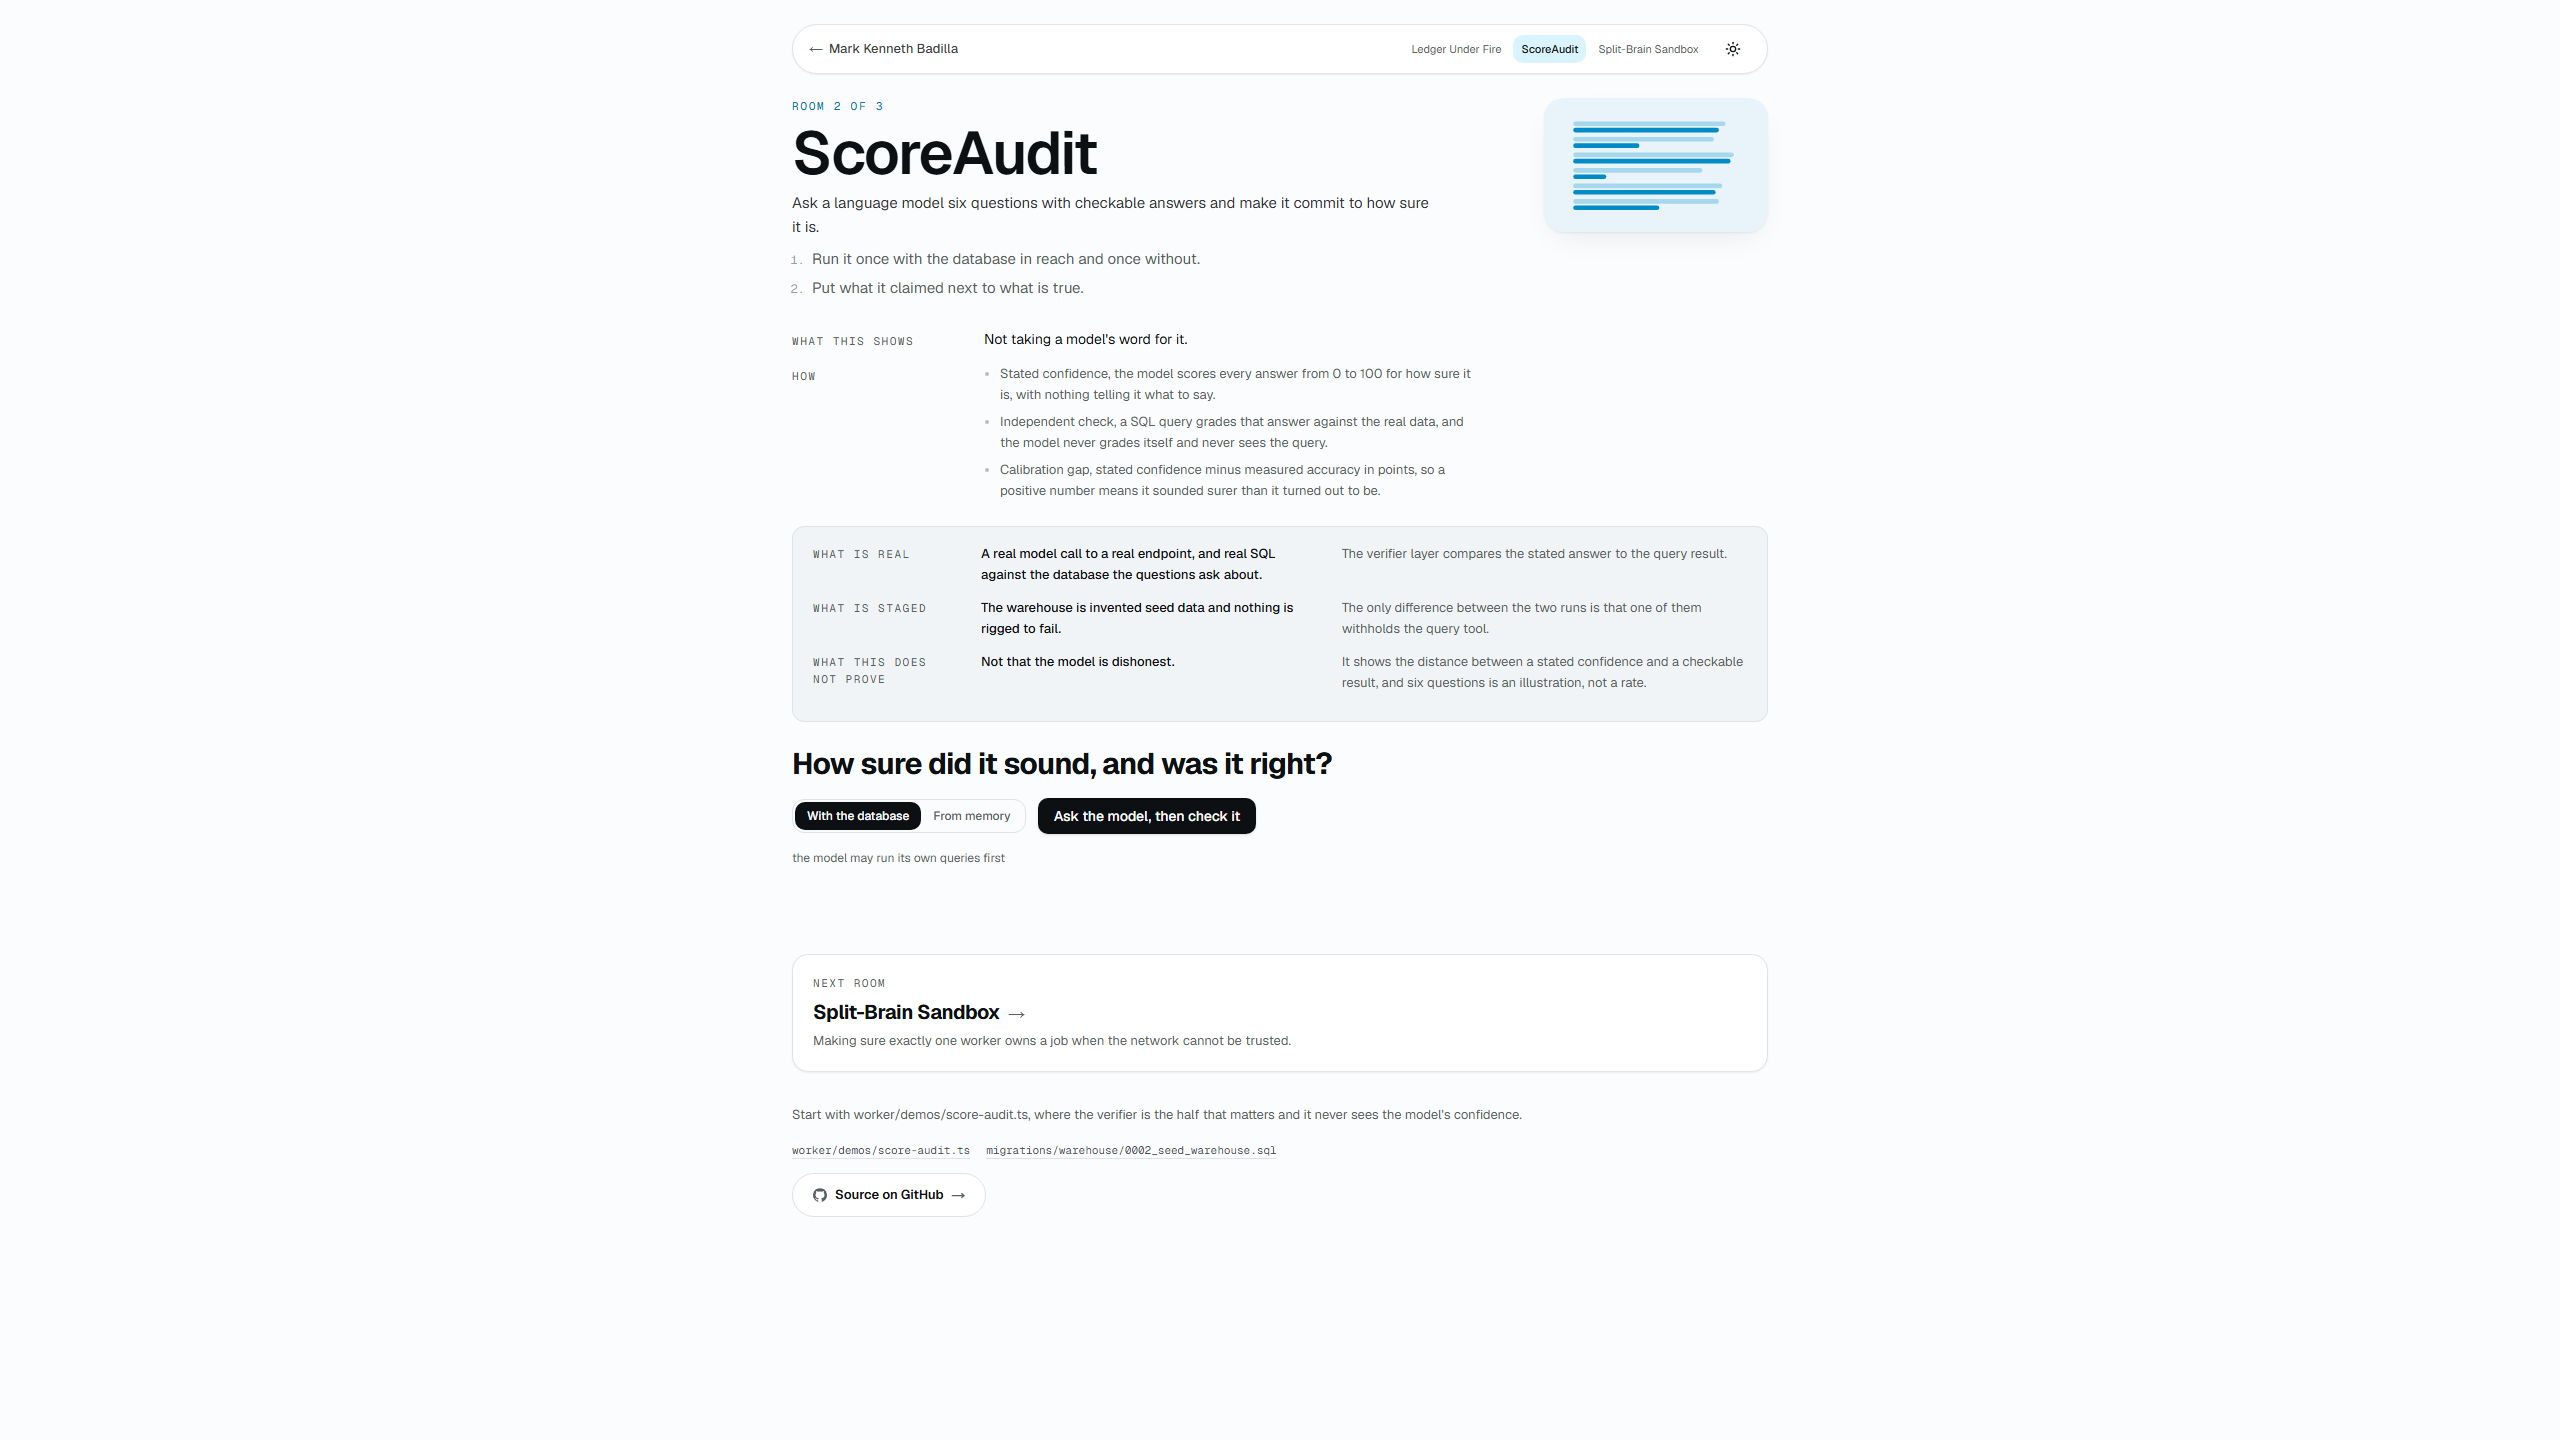 ← Mark Kenneth Badilla
Ledger Under Fire
ScoreAudit
Split-Brain Sandbox
ROOM 2 OF 3
ScoreAudit
Ask a language model six questions with checkable answers and make it commit to how sure
it is.
1. Run it once with the database in reach and once without.
2. Put what it claimed next to what is true.
WHAT THIS SHOWS
Not taking a model's word for it.
HOW
• Stated confidence, the model scores every answer from 0 to 100 for how sure it
is, with nothing telling it what to say.
• Independent check, a SQL query grades that answer against the real data, and
the model never grades itself and never sees the query.
• Calibration gap, stated confidence minus measured accuracy in points, so a
positive number means it sounded surer than it turned out to be.
WHAT IS REAL
A real model call to a real endpoint, and real SQL
against the database the questions ask about.
The verifier layer compares the stated answer to the query result.
WHAT IS STAGED
The warehouse is invented seed data and nothing is
rigged to fail.
The only difference between the two runs is that one of them
withholds the query tool.
WHAT THIS DOES
NOT PROVE
Not that the model is dishonest.
It shows the distance between a stated confidence and a checkable
result, and six questions is an illustration, not a rate.
How sure did it sound, and was it right?
With the database
From memory
Ask the model, then check it
the model may run its own queries first
NEXT ROOM
Split-Brain Sandbox →
Making sure exactly one worker owns a job when the network cannot be trusted.
Start with worker/demos/score-audit.ts, where the verifier is the half that matters and it never sees the model's confidence.
worker/demos/score-audit.ts
migrations/warehouse/0002_seed_warehouse.sql
Source on GitHub →